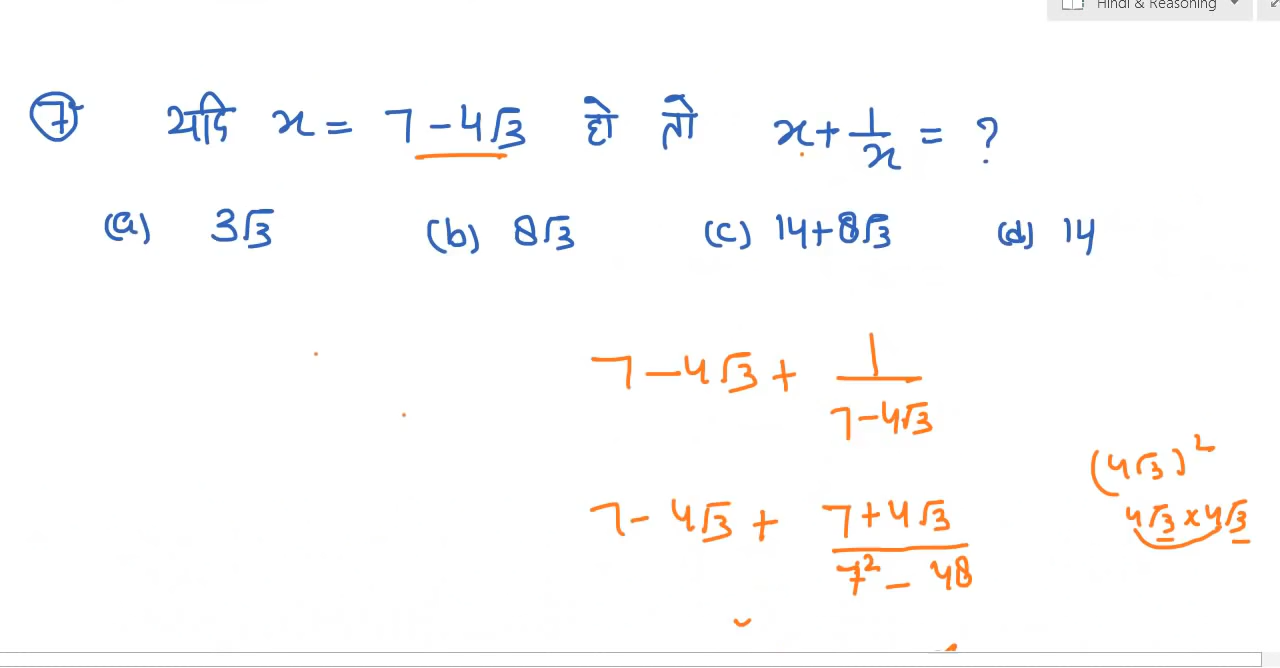 Hindi & Reasoning
7 यदि x = 7 - 4√3 हो तो x + 1/x = ?
(a) 3√3 (b) 8√3 (c) 14+8√3 (d) 14
7 - 4√3 + 1/(7-4√3)
(4√3)²
7 - 4√3 + (7+4√3)/(7² - 48)
4√3 × 4√3